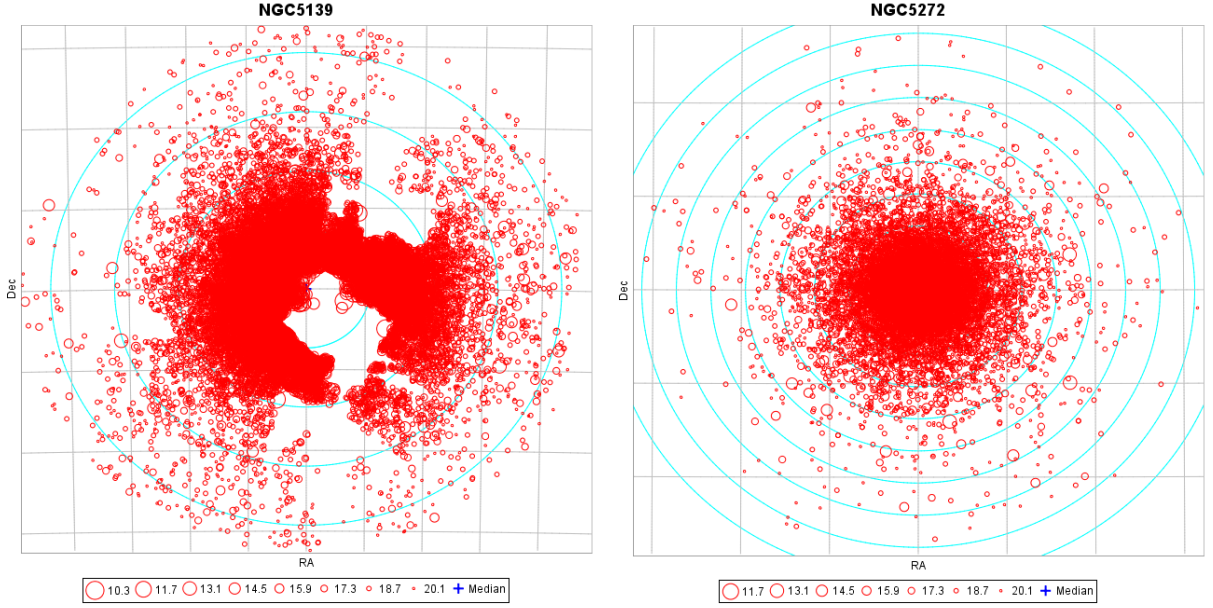 NGC5139
Dec
RA
10.3 11.7 13.1 14.5 15.9 17.3 18.7 20.1 Median
NGC5272
Dec
RA
11.7 13.1 14.5 15.9 17.3 18.7 20.1 Median